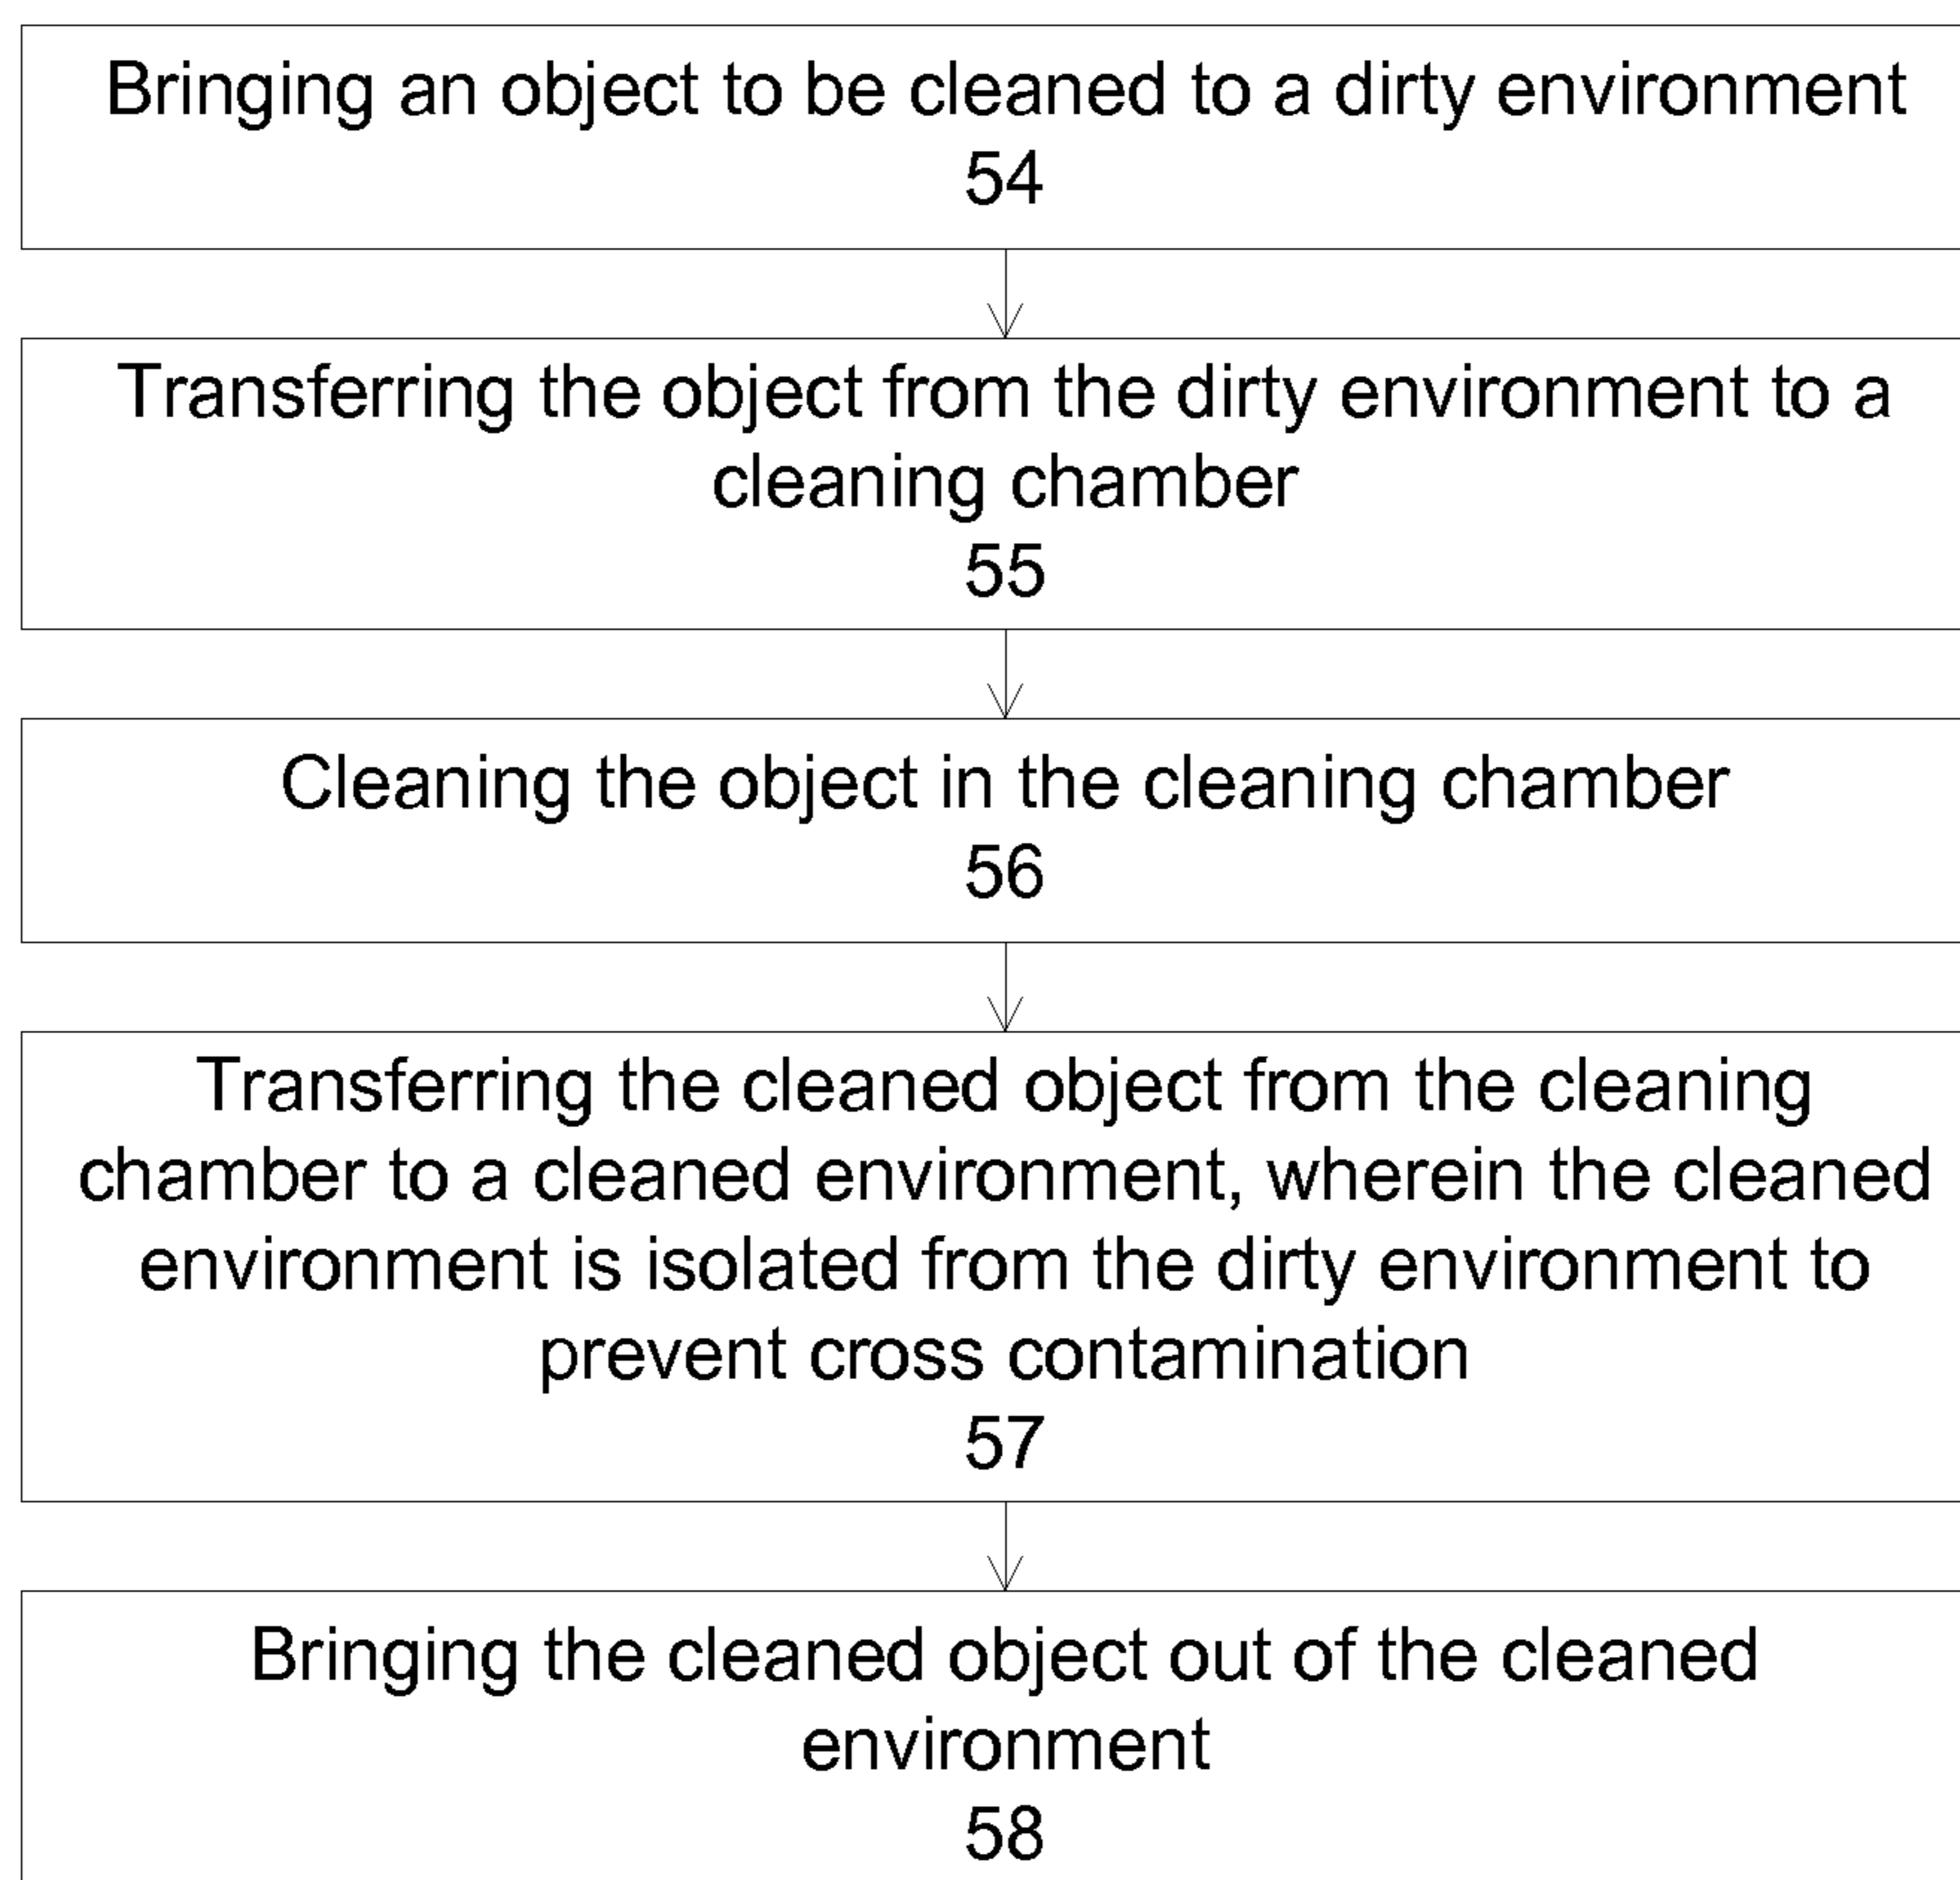 Bringing an object to be cleaned to a dirty environment
54
Transferring the object from the dirty environment to a
cleaning chamber
55
Cleaning the object in the cleaning chamber
56
Transferring the cleaned object from the cleaning
chamber to a cleaned environment, wherein the cleaned
environment is isolated from the dirty environment to
prevent cross contamination
57
Bringing the cleaned object out of the cleaned
environment
58